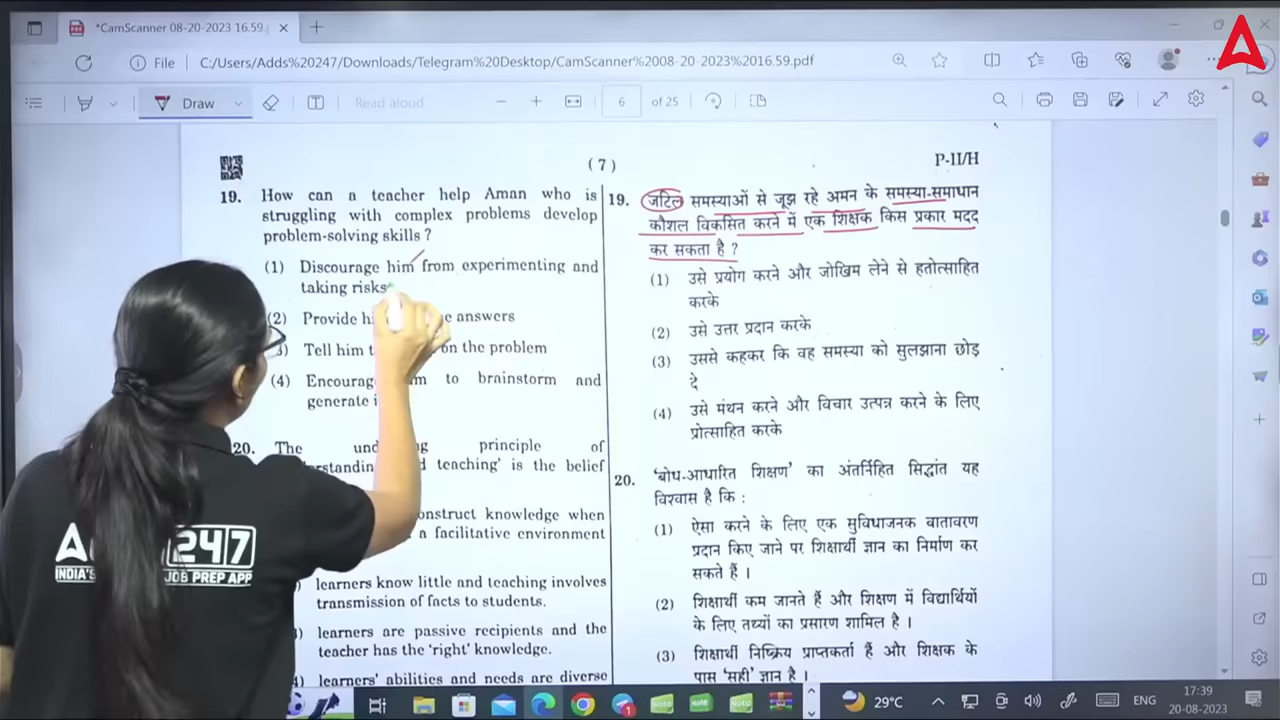 *CamScanner 08-20-2023 16.59.
File C:/Users/Adds%20247/Downloads/Telegram%20Desktop/CamScanner%2008-20-2023%2016.59.pdf
Draw Read aloud 6 of 25
( 7 ) P-II/H
19. How can a teacher help Aman who is
struggling with complex problems develop
problem-solving skills ?
(1) Discourage him from experimenting and
taking risks
(2) Provide answers
Tell him on the problem
(4) to brainstorm and
generate
20. The principle of
teaching' is the belief
construct knowledge when
a facilitative environment
learners know little and teaching involves
transmission of facts to students.
learners are passive recipients and the
teacher has the 'right' knowledge.
learners' abilities and needs are diverse
19. जटिल समस्याओं से जूझ रहे अमन के समस्या-समाधान
कौशल विकसित करने में एक शिक्षक किस प्रकार मदद
कर सकता है ?
(1) उसे प्रयोग करने और जोखिम लेने से हतोत्साहित
करके
(2) उसे उत्तर प्रदान करके
(3) उससे कहकर कि वह समस्या को सुलझाना छोड़
दे
(4) उसे मंथन करने और विचार उत्पन्न करने के लिए
प्रोत्साहित करके
20. 'बोध-आधारित शिक्षण' का अंतर्निहित सिद्धांत यह
विश्वास है कि :
(1) ऐसा करने के लिए एक सुविधाजनक वातावरण
प्रदान किए जाने पर शिक्षार्थी ज्ञान का निर्माण कर
सकते हैं ।
(2) शिक्षार्थी कम जानते हैं और शिक्षण में विद्यार्थियों
के लिए तथ्यों का प्रसारण शामिल है ।
(3) शिक्षार्थी निष्क्रिय प्राप्तकर्ता हैं और शिक्षक के
पास 'सही' ज्ञान है ।
247
INDIA'S JOB PREP APP
29°C ENG 17:39
20-08-2023